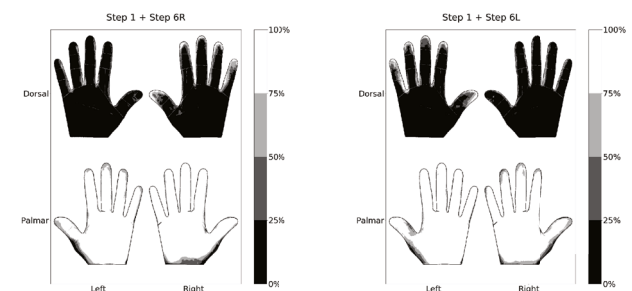 Step 1 + Step 6R
Dorsal
Palmar
Left
Right
100%
75%
50%
25%
0%
Step 1 + Step 6L
Dorsal
Palmar
Left
Right
100%
75%
50%
25%
0%